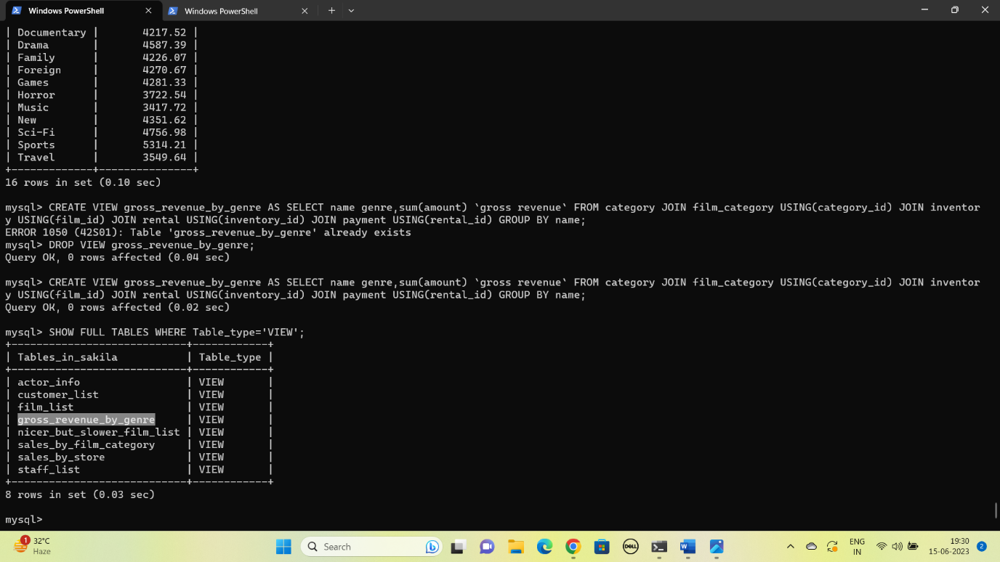 Windows PowerShell
Windows PowerShell
| Documentary | 4217.52 |
| Drama | 4587.39 |
| Family | 4226.07 |
| Foreign | 4270.67 |
| Games | 4281.33 |
| Horror | 3722.54 |
| Music | 3417.72 |
| New | 4351.62 |
| Sci-Fi | 4756.98 |
| Sports | 5314.21 |
| Travel | 3549.64 |
+-------------+---------------+
16 rows in set (0.10 sec)
mysql> CREATE VIEW gross_revenue_by_genre AS SELECT name genre,sum(amount) `gross revenue` FROM category JOIN film_category USING(category_id) JOIN inventor
y USING(film_id) JOIN rental USING(inventory_id) JOIN payment USING(rental_id) GROUP BY name;
ERROR 1050 (42S01): Table 'gross_revenue_by_genre' already exists
mysql> DROP VIEW gross_revenue_by_genre;
Query OK, 0 rows affected (0.04 sec)
mysql> CREATE VIEW gross_revenue_by_genre AS SELECT name genre,sum(amount) `gross revenue` FROM category JOIN film_category USING(category_id) JOIN inventor
y USING(film_id) JOIN rental USING(inventory_id) JOIN payment USING(rental_id) GROUP BY name;
Query OK, 0 rows affected (0.02 sec)
mysql> SHOW FULL TABLES WHERE Table_type='VIEW';
+----------------------------+------------+
| Tables_in_sakila | Table_type |
+----------------------------+------------+
| actor_info | VIEW |
| customer_list | VIEW |
| film_list | VIEW |
| gross_revenue_by_genre | VIEW |
| nicer_but_slower_film_list | VIEW |
| sales_by_film_category | VIEW |
| sales_by_store | VIEW |
| staff_list | VIEW |
+----------------------------+------------+
8 rows in set (0.03 sec)
mysql>
1
32°C
Haze
Search
DELL
W
ENG
IN
19:30
15-06-2023
2